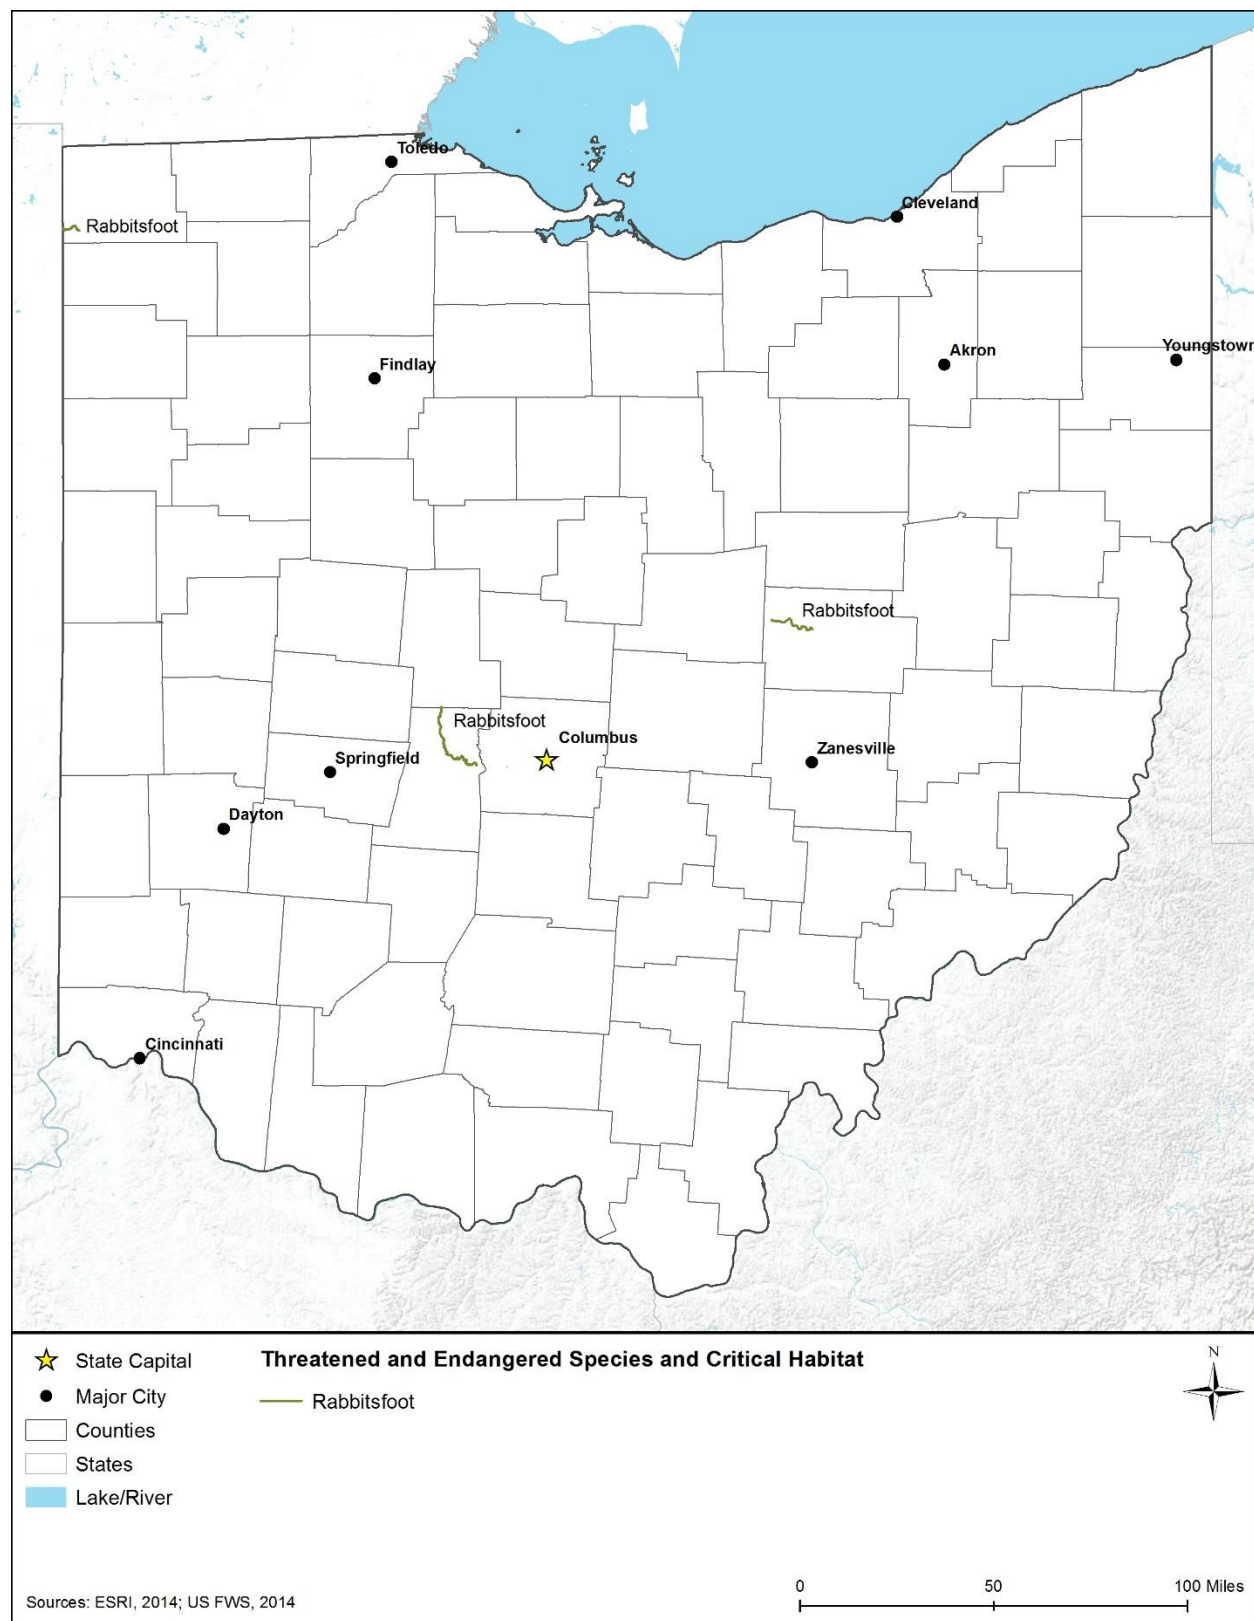 Toledo
Cleveland
Rabbitsfoot
Youngstown
Akron
Findlay
Rabbitsfoot
Rabbitsfoot
Columbus
Springfield
Zanesville
Dayton
Cincinnati
State Capital
Major City
Counties
States
Lake/River
Threatened and Endangered Species and Critical Habitat
Rabbitsfoot
N
Sources: ESRI, 2014; US FWS, 2014
0 50 100 Miles